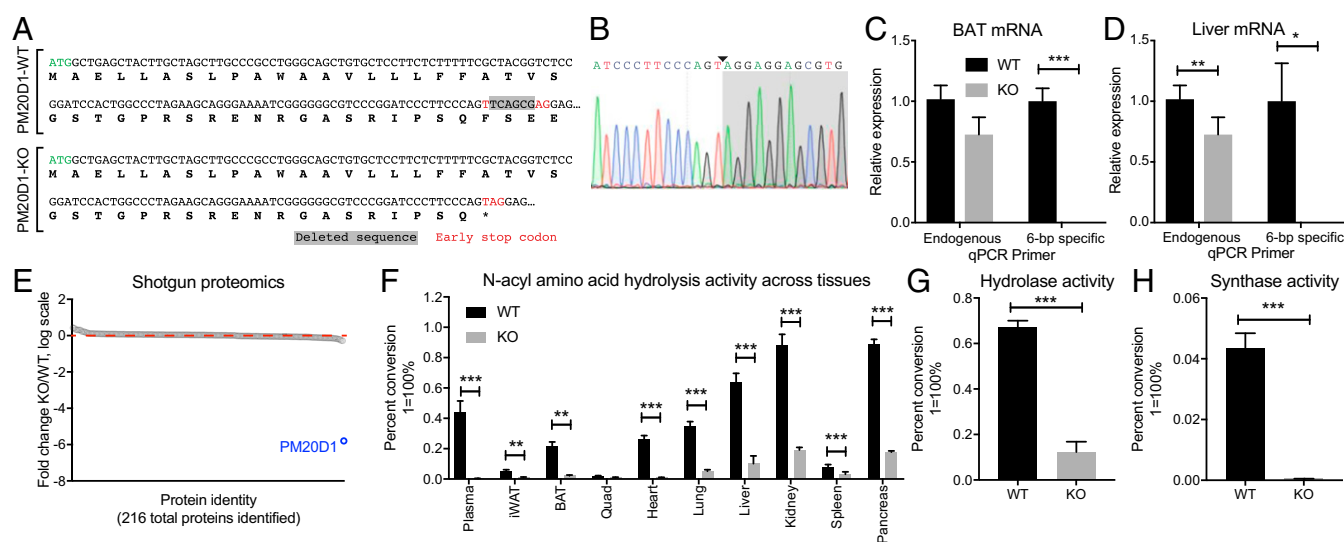 A
PM20D1-WT
ATGGCTGAGCTACTTGCTAGCTTGCCCGCCTGGGCAGCTGTGCTCCTTCTCTTTTTCGCTACGGTCTCC
M A E L L A S L P A W A A V L L L F F A T V S
GGATCCACTGGCCCTAGAAGCAGGGAAAATCGGGGGGCGTCCCGGATCCCTTCCCAGTTCAGCGAGGAG...
G S T G P R S R E N R G A S R I P S Q F S E E
PM20D1-KO
ATGGCTGAGCTACTTGCTAGCTTGCCCGCCTGGGCAGCTGTGCTCCTTCTCTTTTTCGCTACGGTCTCC
M A E L L A S L P A W A A V L L L F F A T V S
GGATCCACTGGCCCTAGAAGCAGGGAAAATCGGGGGGCGTCCCGGATCCCTTCCCAGTAGGAG...
G S T G P R S R E N R G A S R I P S Q *
Deleted sequence Early stop codon
B
ATCCCTTCCCAGTAGGAGGAGCGTG
C
BAT mRNA
Relative expression
1.5
1.0
0.5
0.0
WT
KO
***
Endogenous 6-bp specific
qPCR Primer
D
Liver mRNA
Relative expression
1.5
1.0
0.5
0.0
**
*
Endogenous 6-bp specific
qPCR Primer
E
Shotgun proteomics
Fold change KO/WT, log scale
2
0
-2
-4
-6
-8
PM20D1
Protein identity
(216 total proteins identified)
F
N-acyl amino acid hydrolysis activity across tissues
Percent conversion
1=100%
1.2
1.0
0.8
0.6
0.4
0.2
0.0
WT
KO
*** ** ** *** *** *** *** *** ***
Plasma iWAT BAT Quad Heart Lung Liver Kidney Spleen Pancreas
G
Hydrolase activity
Percent conversion
1=100%
0.8
0.6
0.4
0.2
0.0
***
WT KO
H
Synthase activity
Percent conversion
1=100%
0.06
0.04
0.02
0.00
***
WT KO